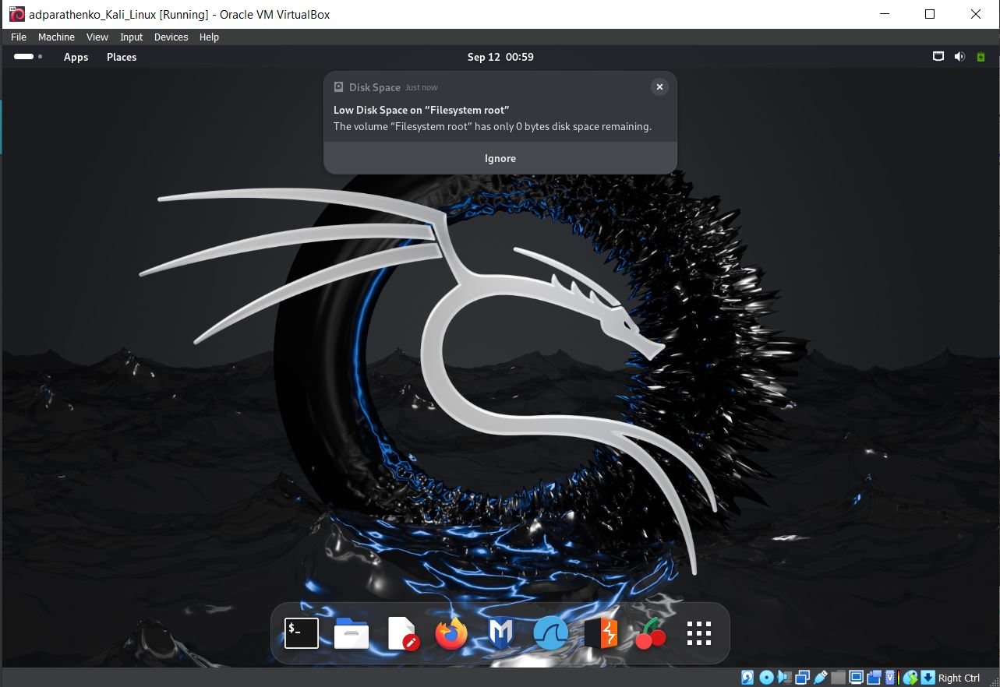 adparathenko_Kali_Linux [Running] - Oracle VM VirtualBox
File Machine View Input Devices Help
Apps Places Sep 12 00:59
Disk Space Just now
Low Disk Space on “Filesystem root”
The volume “Filesystem root” has only 0 bytes disk space remaining.
Ignore
$_
M
V
Right Ctrl